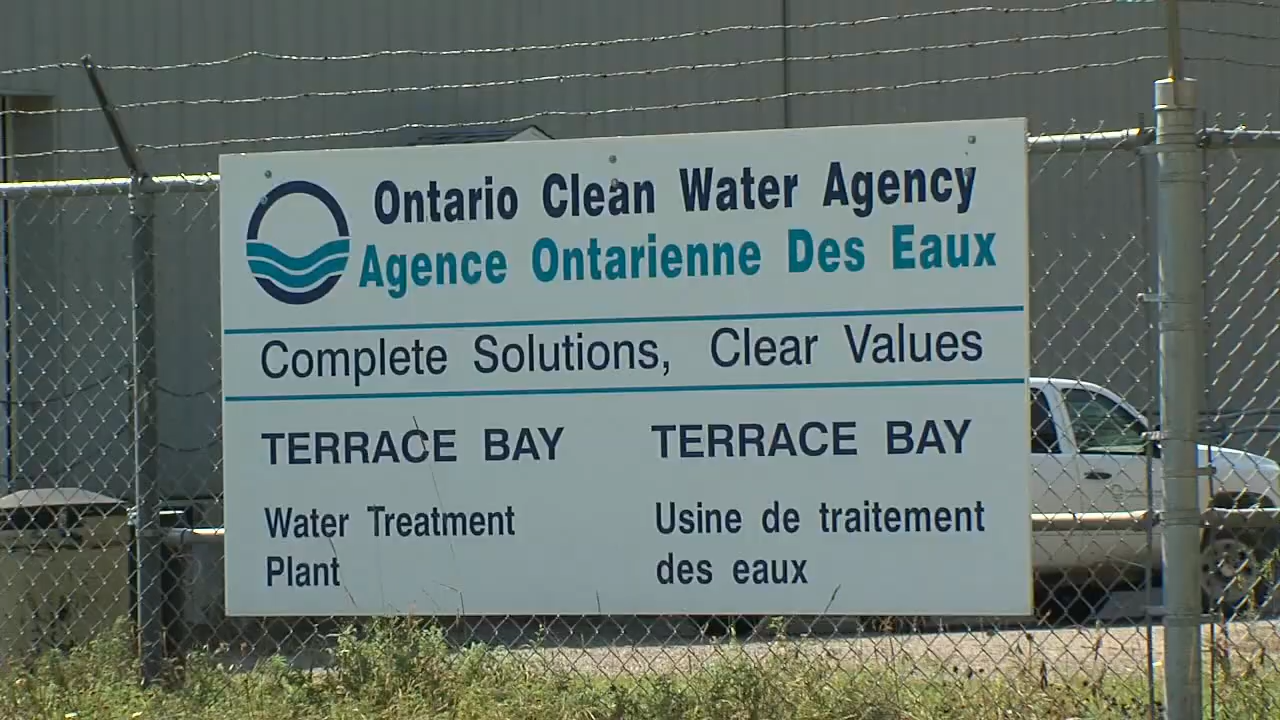 Ontario Clean Water Agency
Agence Ontarienne Des Eaux
Complete Solutions, Clear Values
TERRACE BAY
Water Treatment
Plant
TERRACE BAY
Usine de traitement
des eaux